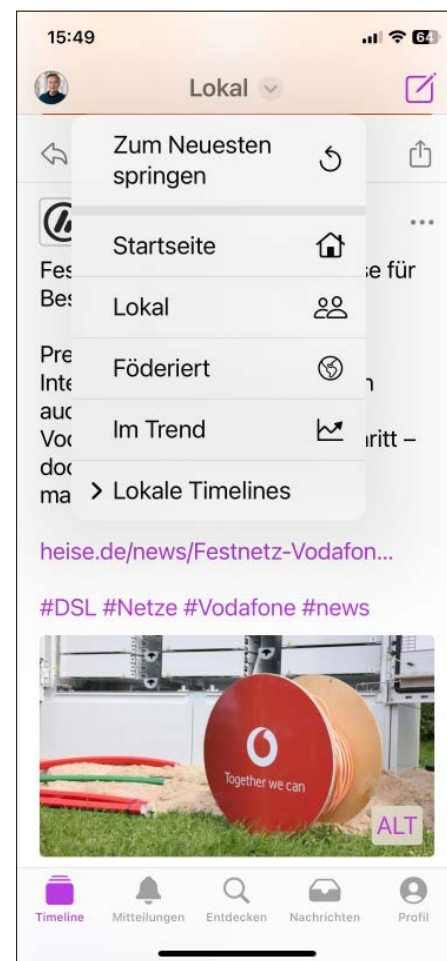 15:49
64
Lokal
Zum Neuesten
springen
Startseite
Fes
se für
Lokal
Bes
Pre
Föderiert
Inte
n
auc
Im Trend
Voc
ritt –
doc
Lokale Timelines
ma
heise.de/news/Festnetz-Vodafon...
#DSL #Netze #Vodafone #news
Together we can
ALT
Timeline
Mitteilungen
Entdecken
Nachrichten
Profil